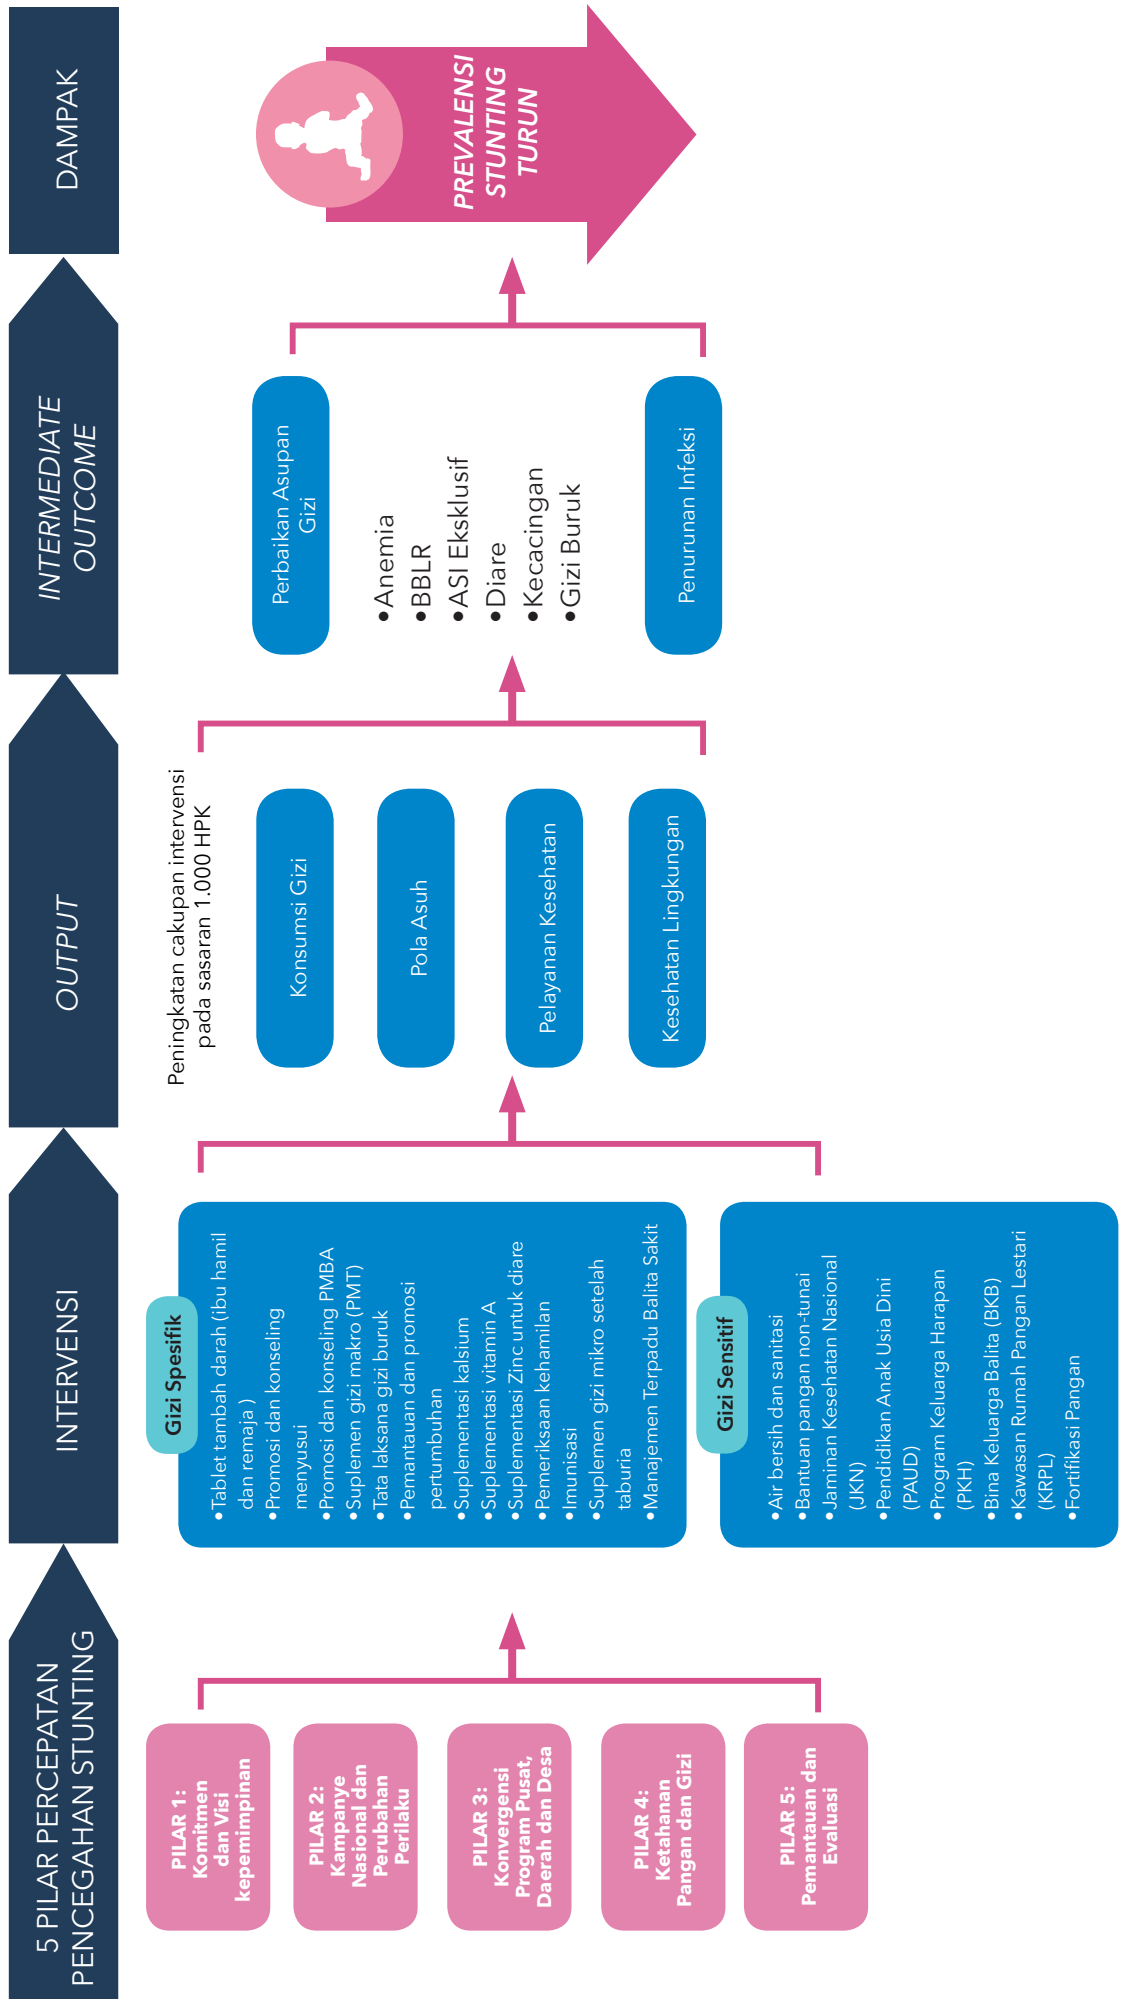 5 PILAR PERCEPATAN
PENCEGAHAN STUNTING
INTERVENSI
OUTPUT
INTERMEDIATE
OUTCOME
DAMPAK
PILAR 1:
Komitmen
dan Visi
kepemimpinan
PILAR 2:
Kampanye
Nasional dan
Perubahan
Perilaku
PILAR 3:
Konvergensi
Program Pusat,
Daerah dan Desa
PILAR 4:
Ketahanan
Pangan dan Gizi
PILAR 5:
Pemantauan dan
Evaluasi
Gizi Spesifik
•Tablet tambah darah (ibu hamil
dan remaja )
•Promosi dan konseling
menyusui
•Promosi dan konseling PMBA
•Suplemen gizi makro (PMT)
•Tata laksana gizi buruk
•Pemantauan dan promosi
pertumbuhan
•Suplementasi kalsium
•Suplementasi vitamin A
•Suplementasi Zinc untuk diare
•Pemeriksaan kehamilan
•Imunisasi
•Suplemen gizi mikro setelah
taburia
•Manajemen Terpadu Balita Sakit
Gizi Sensitif
•Air bersih dan sanitasi
•Bantuan pangan non-tunai
•Jaminan Kesehatan Nasional
(JKN)
•Pendidikan Anak Usia Dini
(PAUD)
•Program Keluarga Harapan
(PKH)
•Bina Keluarga Balita (BKB)
•Kawasan Rumah Pangan Lestari
(KRPL)
•Fortifikasi Pangan
Peningkatan cakupan intervensi
pada sasaran 1.000 HPK
Konsumsi Gizi
Pola Asuh
Pelayanan Kesehatan
Kesehatan Lingkungan
Perbaikan Asupan
Gizi
•Anemia
•BBLR
•ASI Eksklusif
•Diare
•Kecacingan
•Gizi Buruk
Penurunan Infeksi
PREVALENSI
STUNTING
TURUN